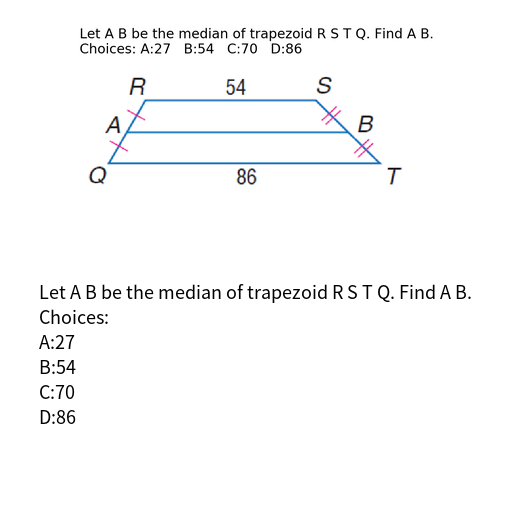 Let A B be the median of trapezoid R S T Q. Find A B.
Choices: A:27   B:54   C:70   D:86
R 54 S
A B
Q 86 T
Let A B be the median of trapezoid R S T Q. Find A B.
Choices:
A:27
B:54
C:70
D:86